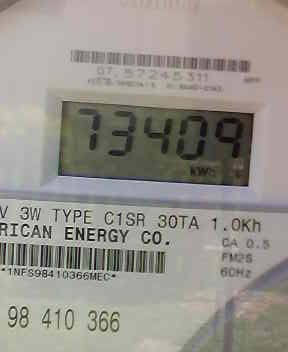 07.57245311
73409
kWh
V 3W TYPE C1SR 30TA 1.0Kh
RICAN ENERGY CO.
CA 0.5
FM2S
60Hz
*1NFS98410366MEC*
98 410 366